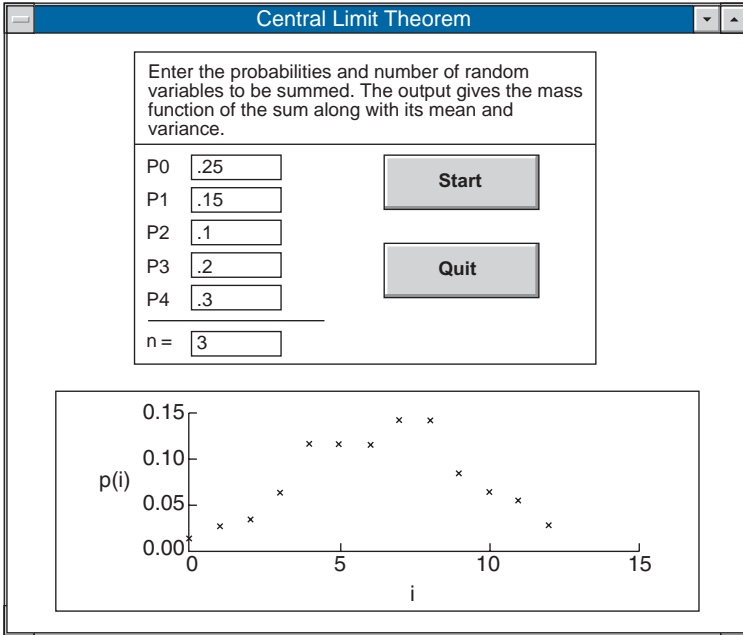 Central Limit Theorem
Enter the probabilities and number of random
variables to be summed. The output gives the mass
function of the sum along with its mean and
variance.
P0 .25
P1 .15
P2 .1
P3 .2
P4 .3
n = 3
Start
Quit
0.15
0.10
p(i)
0.05
0.00
0 5 10 15
i